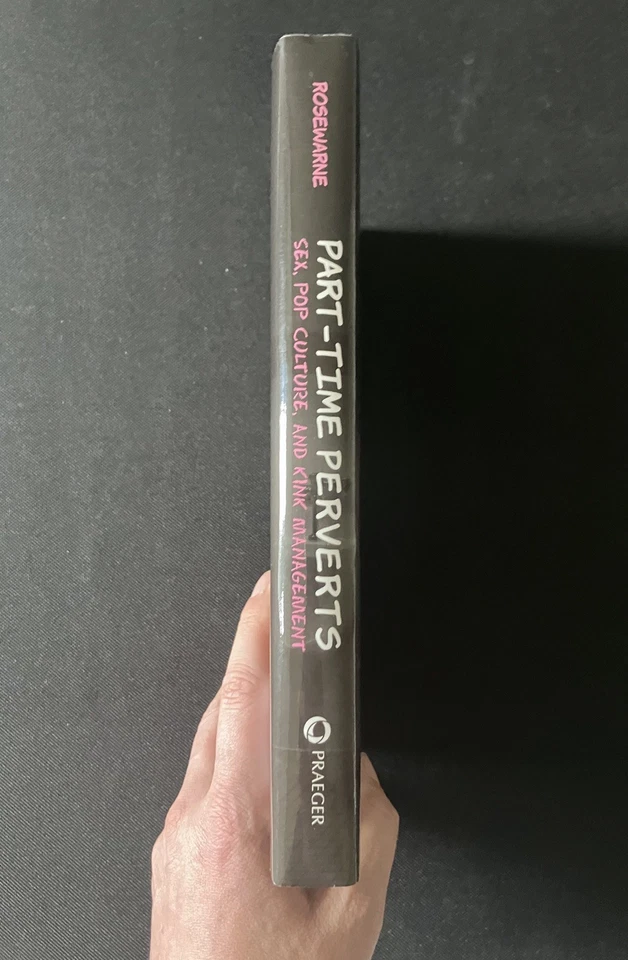 ROSEWARNE
PART-TIME PERVERTS
SEX, POP CULTURE, AND KINK MANAGEMENT
PRAEGER